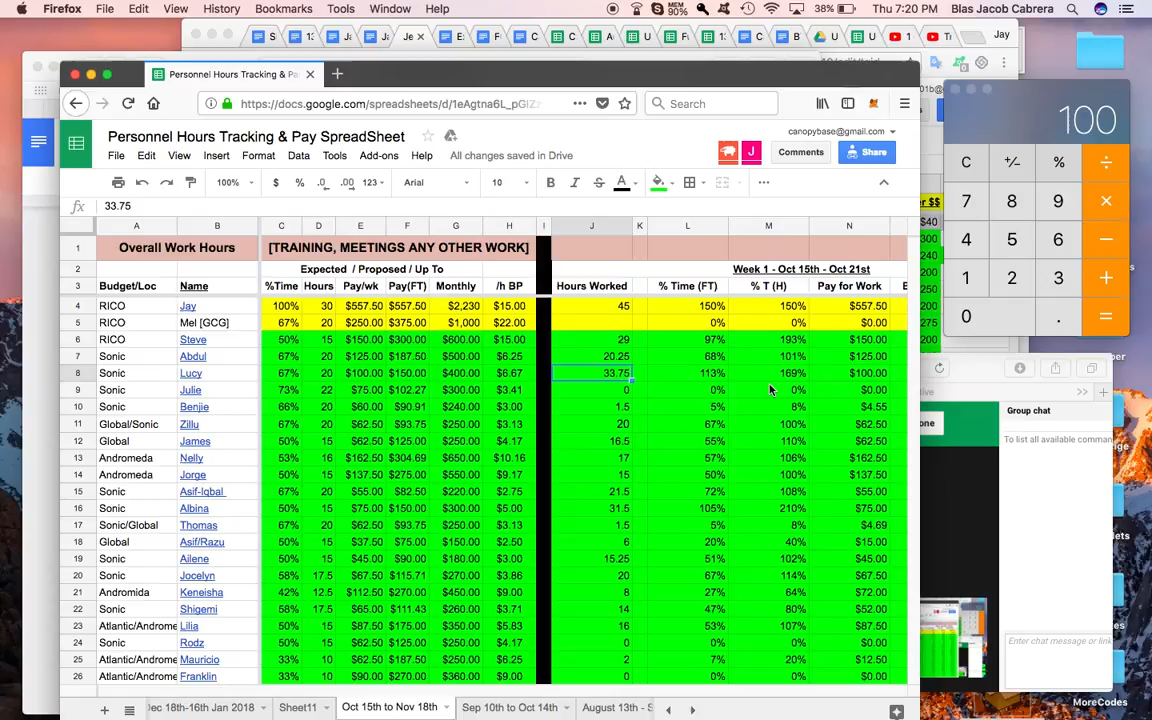 Firefox File Edit View History Bookmarks Tools Window Help MEM 90% 38% Thu 7:20 PM Blas Jacob Cabrera
Jay
Personnel Hours Tracking & Pa
https://docs.google.com/spreadsheets/d/1eAgtna6L_pGIZ Search
Personnel Hours Tracking & Pay SpreadSheet
canopybase@gmail.com
File Edit View Insert Format Data Tools Add-ons Help All changes saved in Drive
J Comments Share
100% $ % .0 .00 123 Arial 10 B I S A
fx 33.75
A B C D E F G H I J K L M N
1 Overall Work Hours [TRAINING, MEETINGS ANY OTHER WORK]
2 Expected / Proposed / Up To Week 1 - Oct 15th - Oct 21st
3 Budget/Loc Name %Time Hours Pay/wk Pay(FT) Monthly /h BP Hours Worked % Time (FT) % T (H) Pay for Work
4 RICO Jay 100% 30 $557.50 $557.50 $2,230 $15.00 45 150% 150% $557.50
5 RICO Mel [GCG] 67% 20 $250.00 $375.00 $1,000 $22.00 0% 0% $0.00
6 RICO Steve 50% 15 $150.00 $300.00 $600.00 $15.00 29 97% 193% $150.00
7 Sonic Abdul 67% 20 $125.00 $187.50 $500.00 $6.25 20.25 68% 101% $125.00
8 Sonic Lucy 67% 20 $100.00 $150.00 $400.00 $6.67 33.75 113% 169% $100.00
9 Sonic Julie 73% 22 $75.00 $102.27 $300.00 $3.41 0 0% 0% $0.00
10 Sonic Benjie 66% 20 $60.00 $90.91 $240.00 $3.00 1.5 5% 8% $4.55
11 Global/Sonic Zillu 67% 20 $62.50 $93.75 $250.00 $3.13 20 67% 100% $62.50
12 Global James 50% 15 $62.50 $125.00 $250.00 $4.17 16.5 55% 110% $62.50
13 Andromeda Nelly 53% 16 $162.50 $304.69 $650.00 $10.16 17 57% 106% $162.50
14 Andromeda Jorge 50% 15 $137.50 $275.00 $550.00 $9.17 15 50% 100% $137.50
15 Sonic Asif-Iqbal 67% 20 $55.00 $82.50 $220.00 $2.75 21.5 72% 108% $55.00
16 Sonic Albina 50% 15 $75.00 $150.00 $300.00 $5.00 31.5 105% 210% $75.00
17 Sonic/Global Thomas 67% 20 $62.50 $93.75 $250.00 $3.13 1.5 5% 8% $4.69
18 Global Asif/Razu 50% 15 $37.50 $75.00 $150.00 $2.50 6 20% 40% $15.00
19 Sonic Ailene 50% 15 $45.00 $90.00 $180.00 $3.00 15.25 51% 102% $45.00
20 Sonic Jocelyn 58% 17.5 $67.50 $115.71 $270.00 $3.86 20 67% 114% $67.50
21 Andromida Keneisha 42% 12.5 $112.50 $270.00 $450.00 $9.00 8 27% 64% $72.00
22 Sonic Shigemi 58% 17.5 $65.00 $111.43 $260.00 $3.71 14 47% 80% $52.00
23 Atlantic/Androme Lilia 50% 15 $87.50 $175.00 $350.00 $5.83 16 53% 107% $87.50
24 Sonic Rodz 50% 15 $62.50 $125.00 $250.00 $4.17 0 0% 0% $0.00
25 Atlantic/Androme Mauricio 33% 10 $62.50 $187.50 $250.00 $6.25 2 7% 20% $12.50
26 Atlantic/Androme Franklin 33% 10 $90.00 $270.00 $360.00 $9.00 0 0% 0% $0.00
Dec 18th-16th Jan 2018 Sheet11 Oct 15th to Nov 18th Sep 10th to Oct 14th August 13th - S
100
C +/− % ÷
7 8 9 ×
4 5 6 −
1 2 3 +
0 . =
Group chat
To list all available comman
Enter chat message or link
MoreCodes